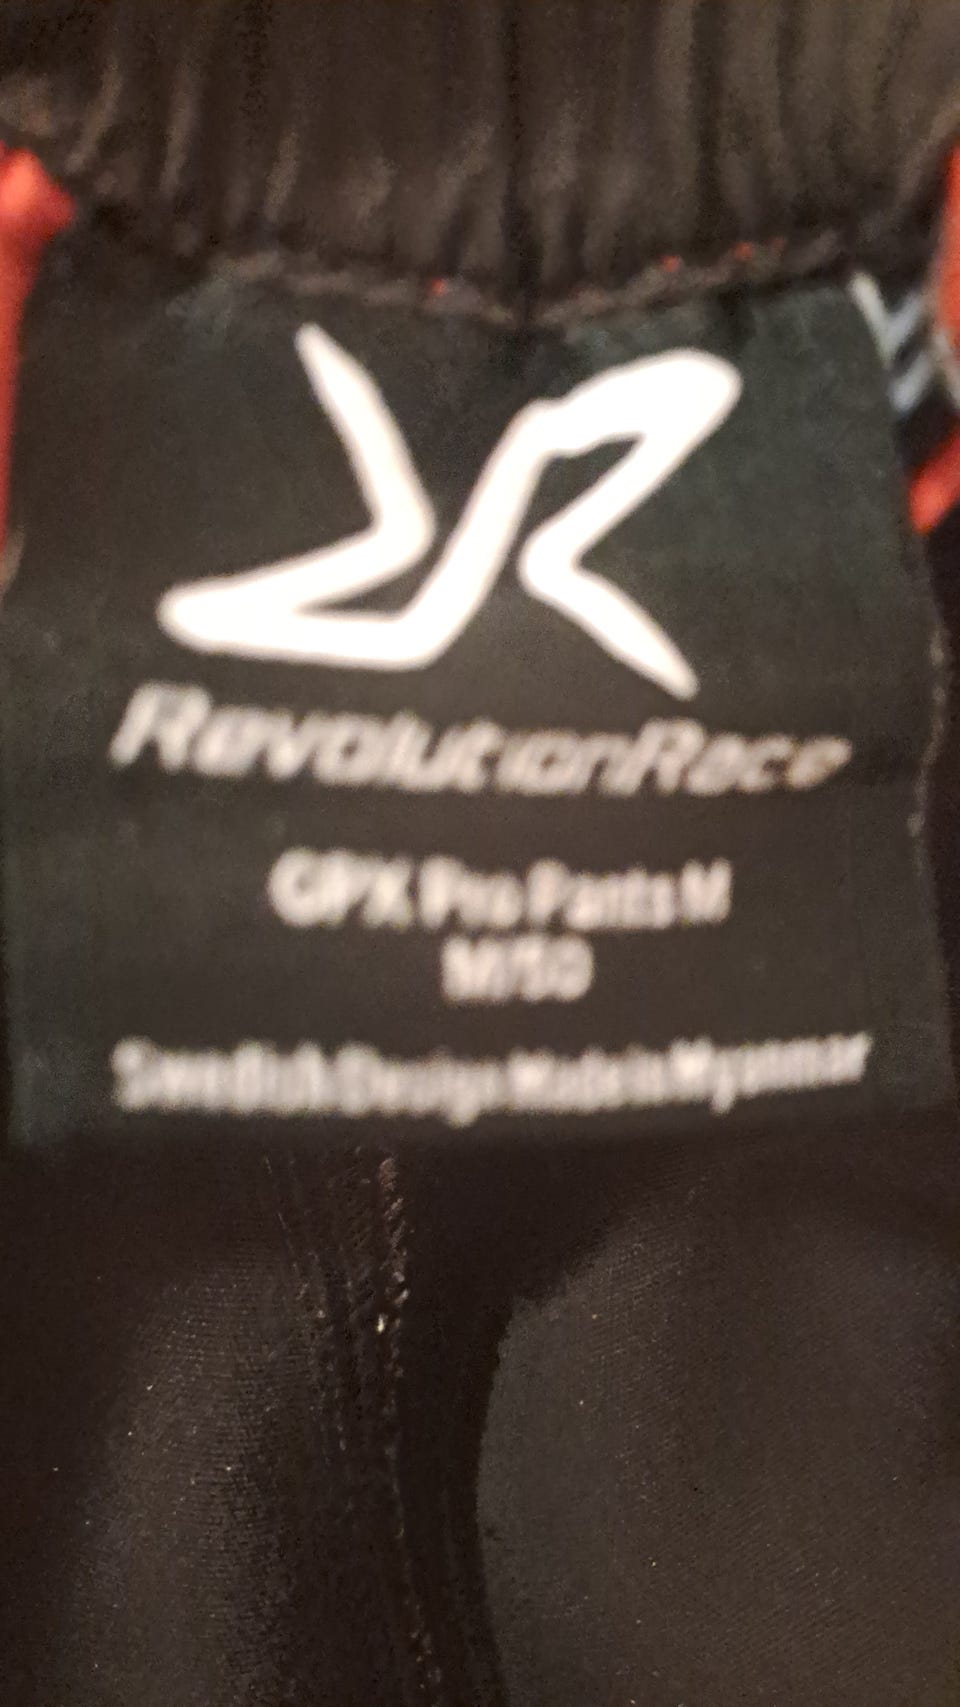 RevolutionRace
GPX Pro Pants M
M/50
Swedish Design Made in Myanmar